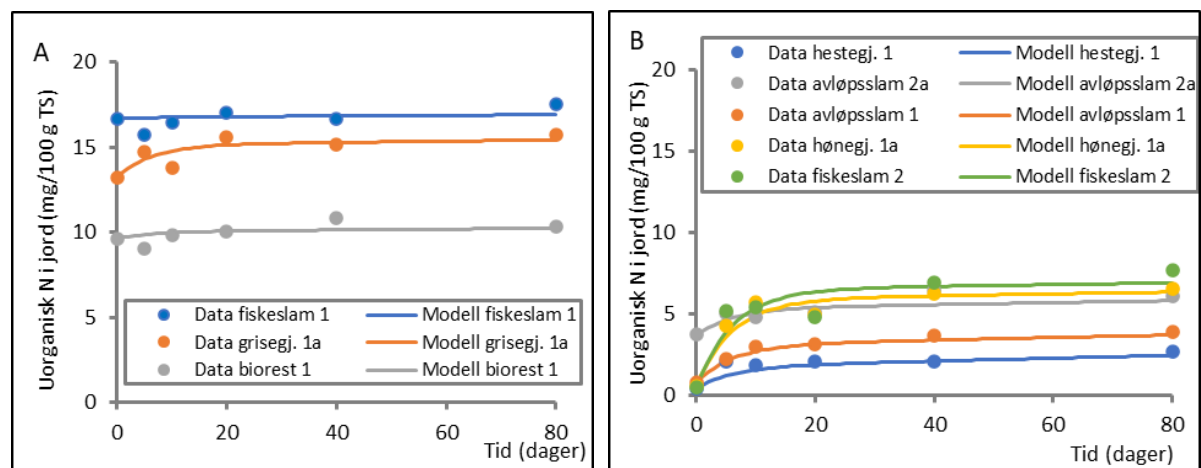 A
Uorganisk N i jord (mg/100 g TS)
20
15
10
5
0
Data fiskeslam 1
Modell fiskeslam 1
Data grisegj. 1a
Modell grisegj. 1a
Data biorest 1
Modell biorest 1
0
20
40
60
80
Tid (dager)
B
Uorganisk N i jord (mg/100 g TS)
20
15
10
5
0
Data hestegj. 1
Modell hestegj. 1
Data avløpsslam 2a
Modell avløpsslam 2a
Data avløpsslam 1
Modell avløpsslam 1
Data hønegj. 1a
Modell hønegj. 1a
Data fiskeslam 2
Modell fiskeslam 2
0
20
40
60
80
Tid (dager)